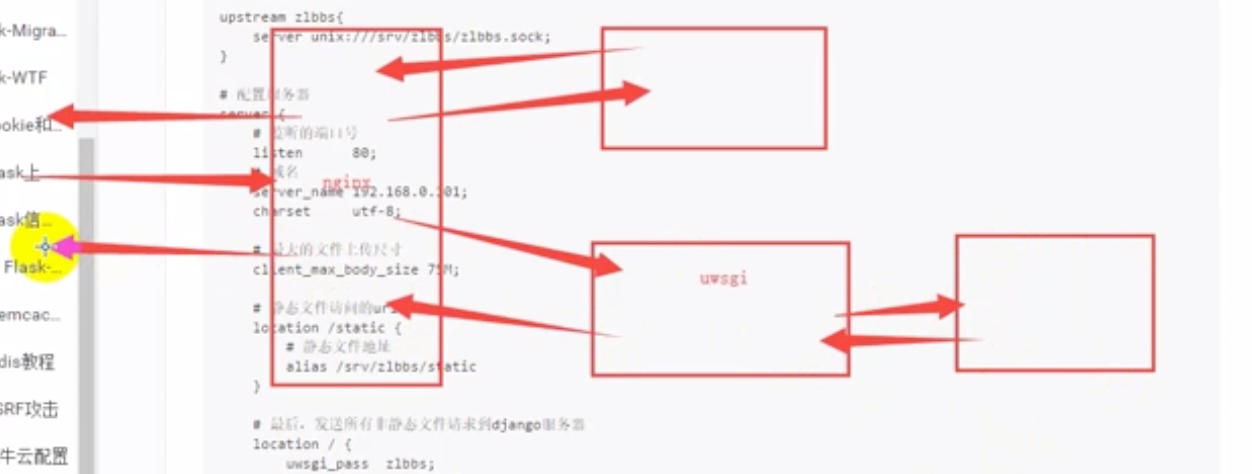 k-Migra...
k-WTF
ookie和...
ask上
ask信...
Flask-...
emcac...
dis教程
SRF攻击
牛云配置
upstream zlbbs{
server unix:///srv/zlbbs/zlbbs.sock;
}
# 配置服务器
server {
# 监听的端口号
listen 80;
# 域名
nginx
server_name 192.168.0.101;
charset utf-8;
# 最大的文件上传尺寸
client_max_body_size 75M;
# 静态文件访问的url
location /static {
# 静态文件地址
alias /srv/zlbbs/static
}
# 最后，发送所有非静态文件请求到django服务器
location / {
uwsgi_pass zlbbs;
uwsgi